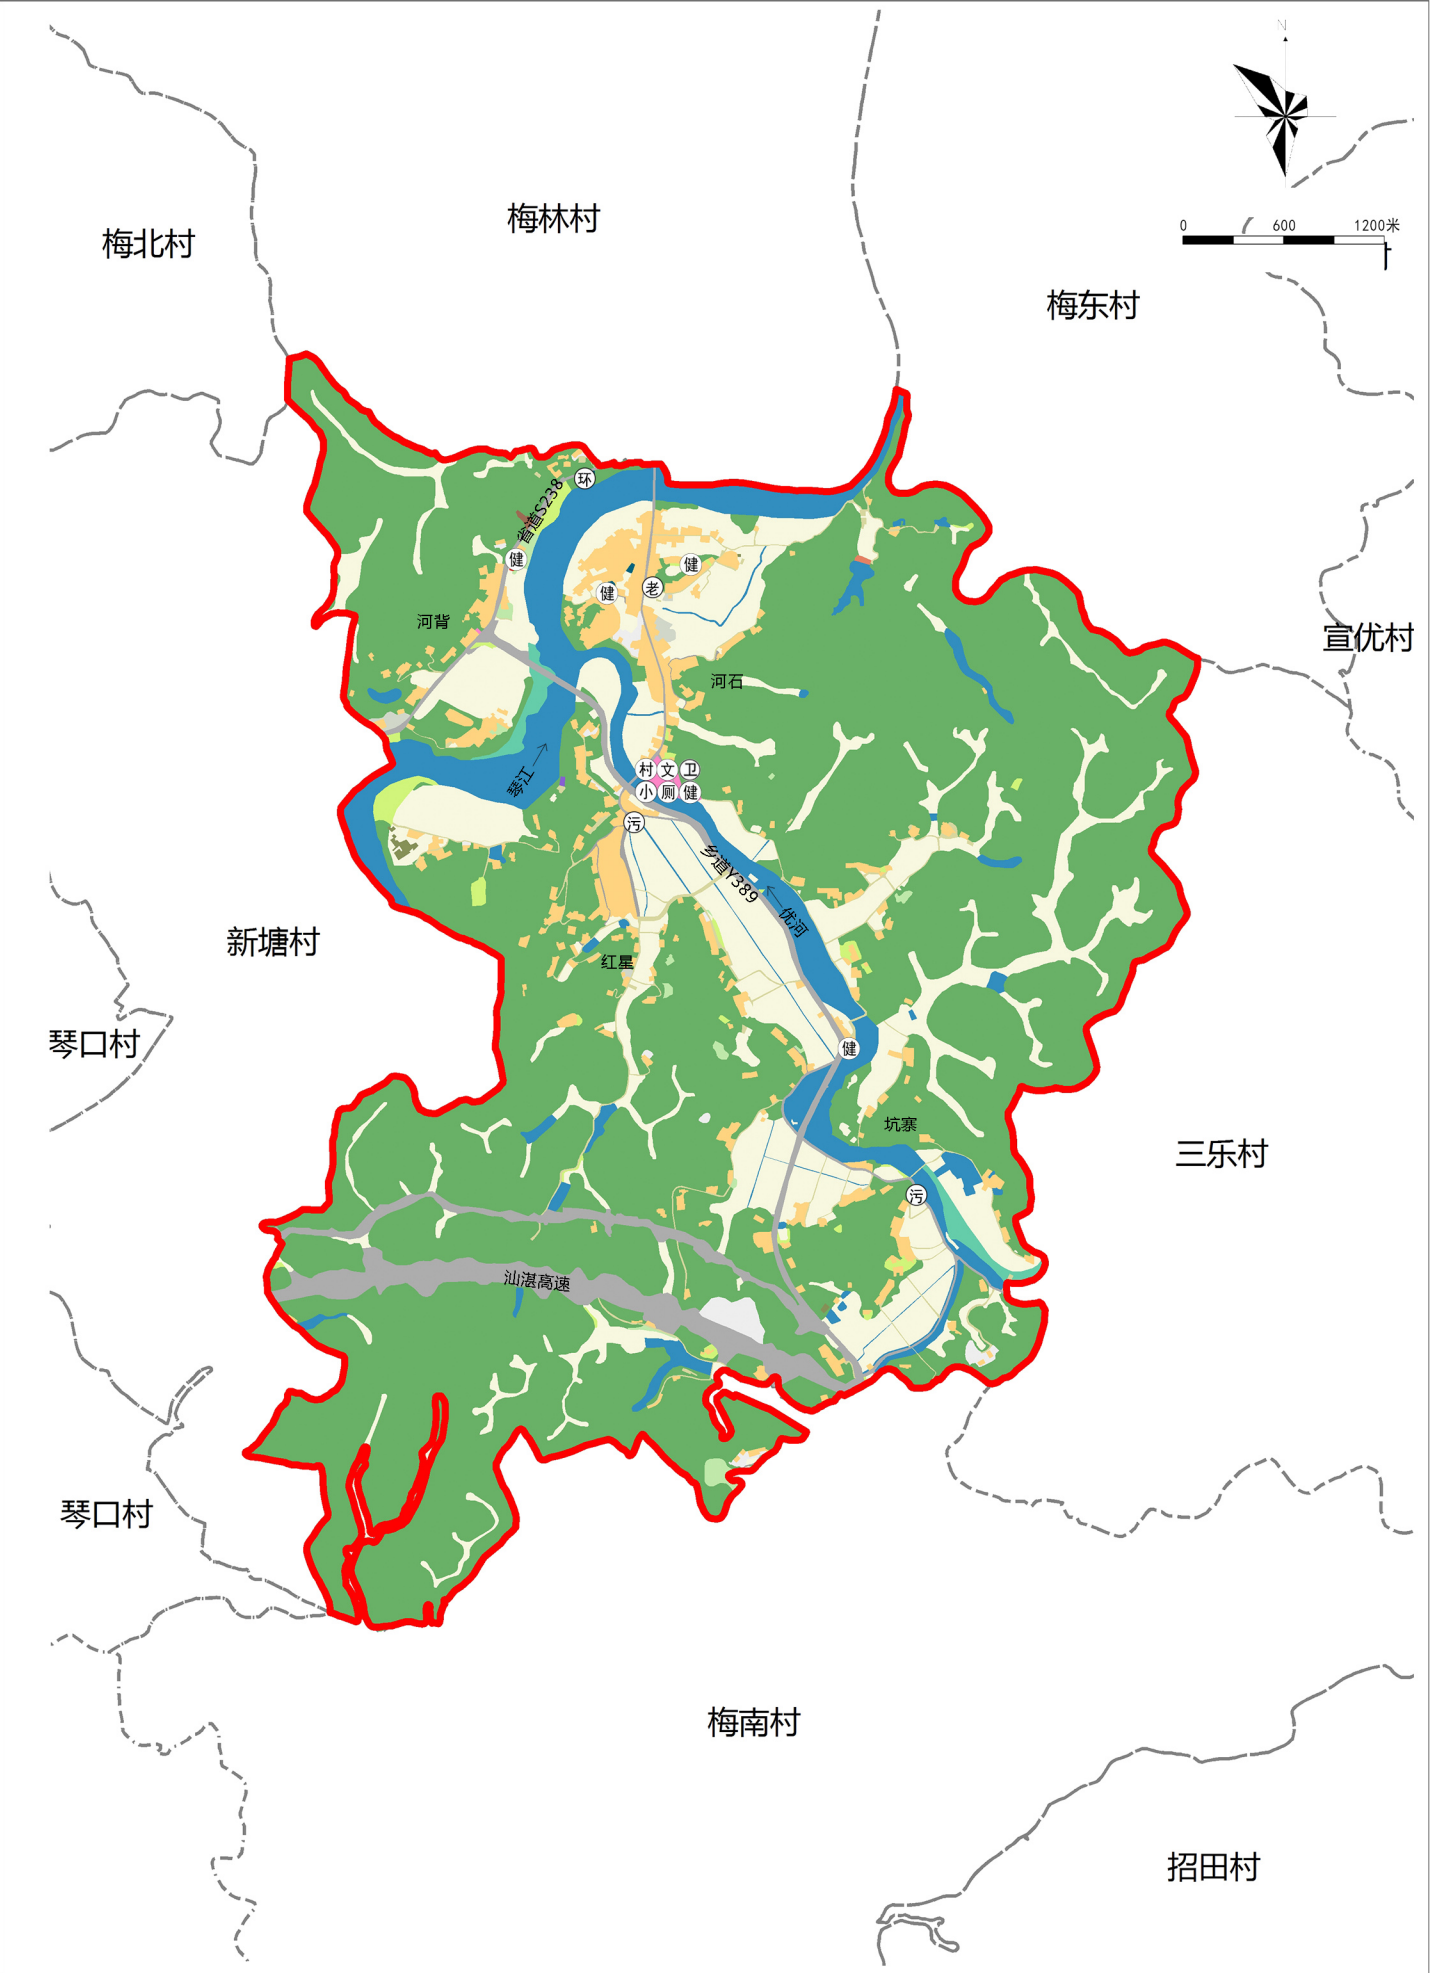 N
0 600 1200米
梅林村
梅北村
梅东村
环
省道S238
健
健
健
老
河背
宣优村
河石
琴江
村 文 卫
小 厕 健
污
乡道Y389
优河
新塘村
红星
琴口村
健
坑寨
三乐村
污
汕湛高速
琴口村
梅南村
招田村